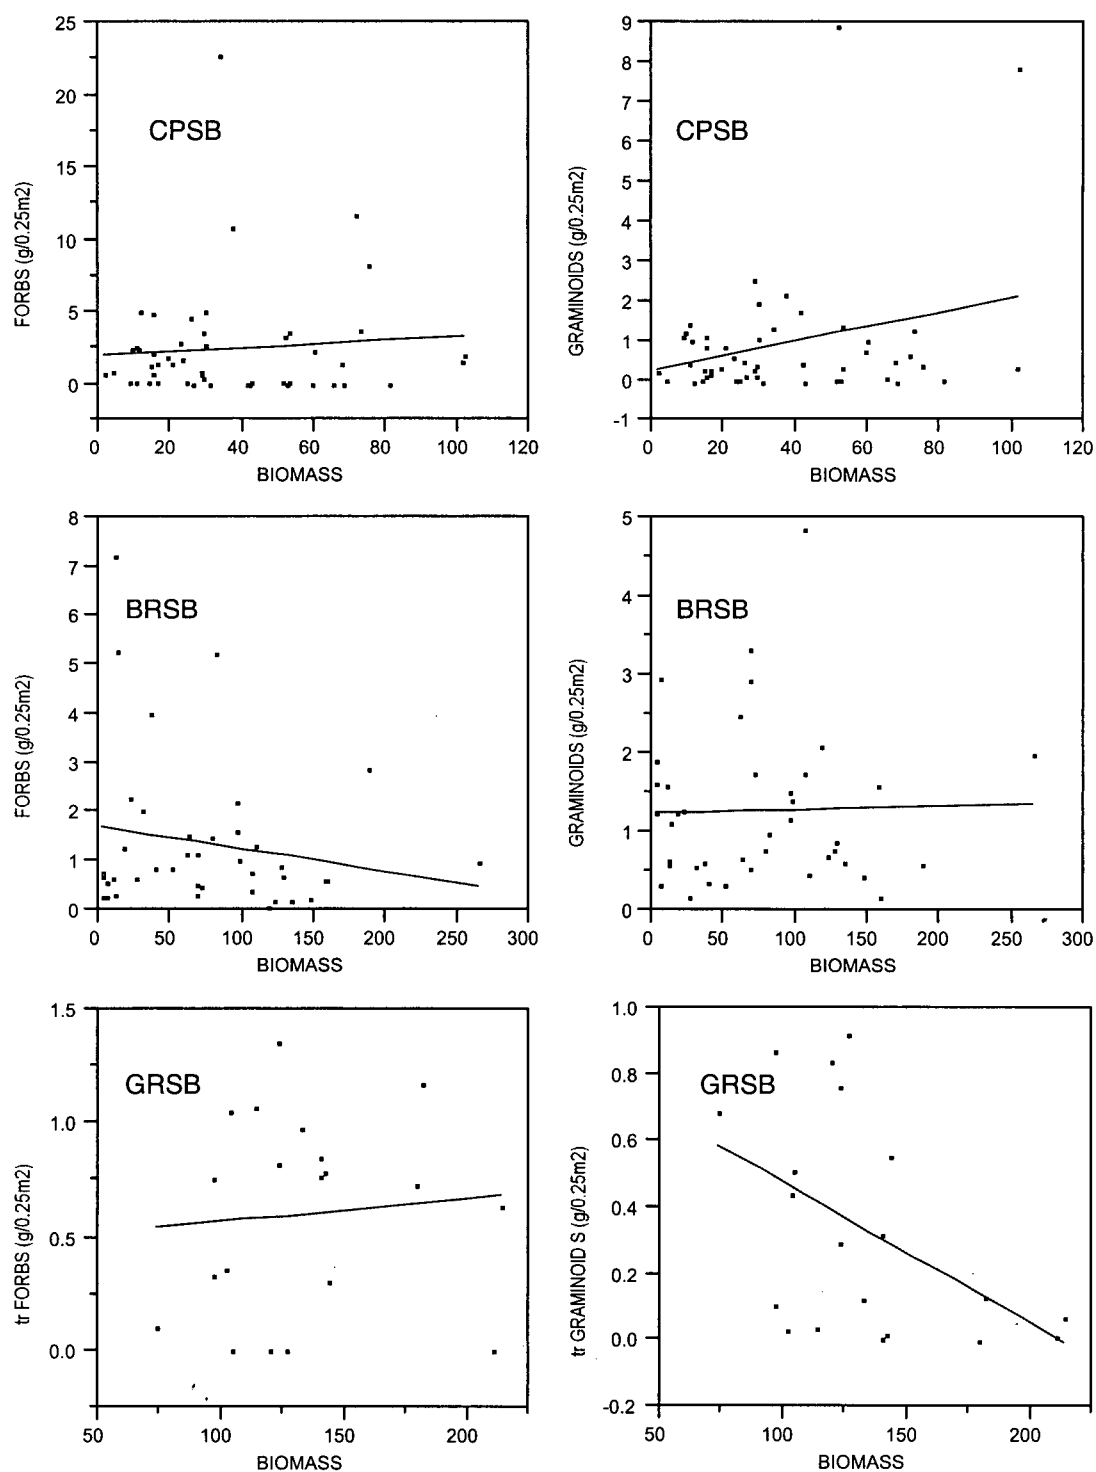 25
20
15
10
5
0
FORBS (g/0.25m2)
CPSB
0 20 40 60 80 100 120
BIOMASS
9
8
7
6
5
4
3
2
1
0
-1
GRAMINOIDS (g/0.25m2)
CPSB
0 20 40 60 80 100 120
BIOMASS
8
7
6
5
4
3
2
1
0
FORBS (g/0.25m2)
BRSB
0 50 100 150 200 250 300
BIOMASS
5
4
3
2
1
0
GRAMINOIDS (g/0.25m2)
BRSB
0 50 100 150 200 250 300
BIOMASS
1.5
1.0
0.5
0.0
tr FORBS (g/0.25m2)
GRSB
50 100 150 200
BIOMASS
1.0
0.8
0.6
0.4
0.2
0.0
-0.2
tr GRAMINOID S (g/0.25m2)
GRSB
50 100 150 200
BIOMASS